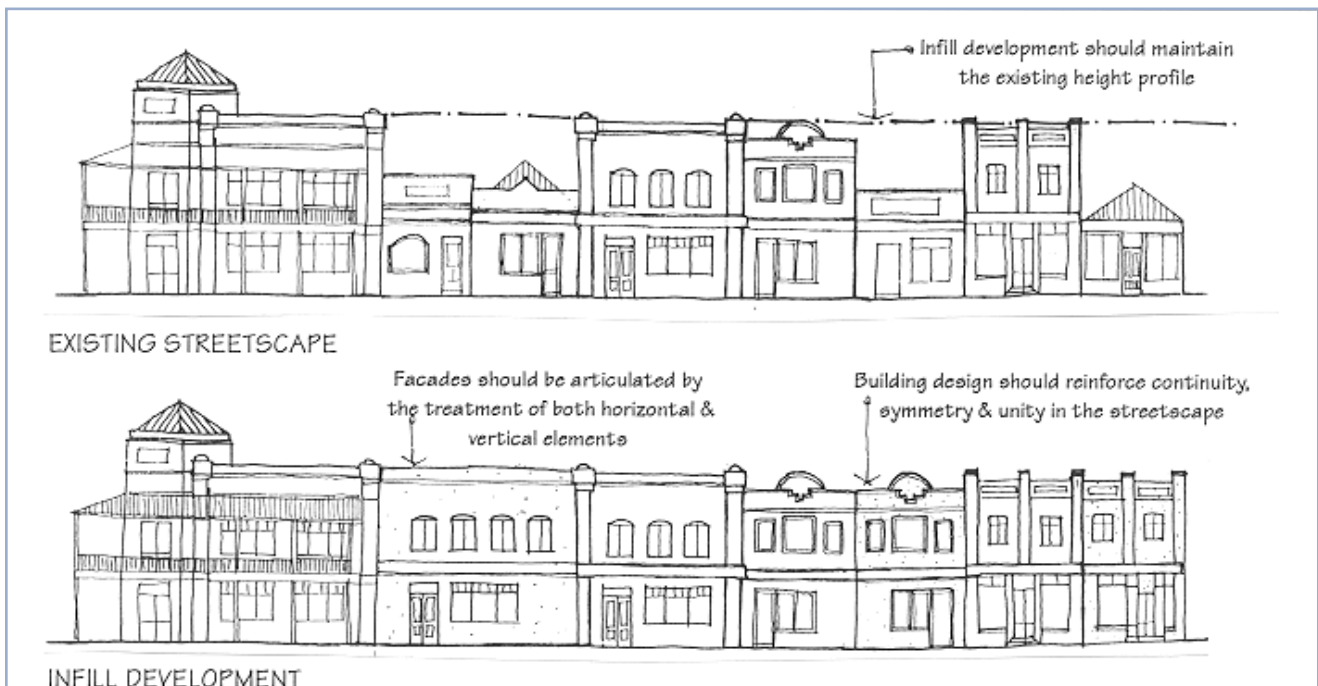 Infill development should maintain
the existing height profile
EXISTING STREETSCAPE
Facades should be articulated by
the treatment of both horizontal &
vertical elements
Building design should reinforce continuity,
symmetry & unity in the streetscape
INFILL DEVELOPMENT